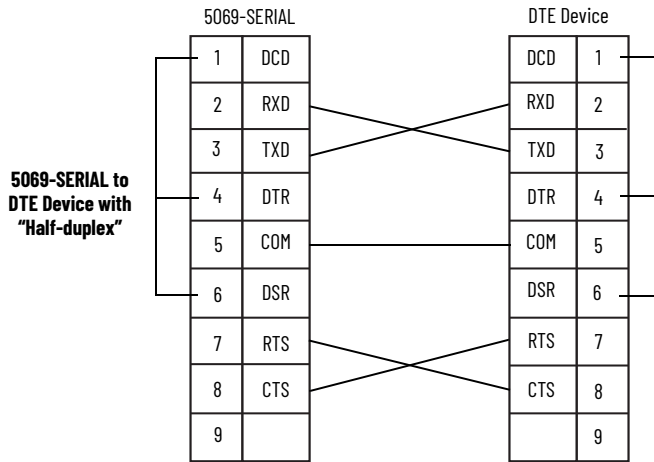 5069-SERIAL DTE Device
1 DCD DCD 1
2 RXD RXD 2
3 TXD TXD 3
5069-SERIAL to
DTE Device with
“Half-duplex”
4 DTR DTR 4
5 COM COM 5
6 DSR DSR 6
7 RTS RTS 7
8 CTS CTS 8
9 9